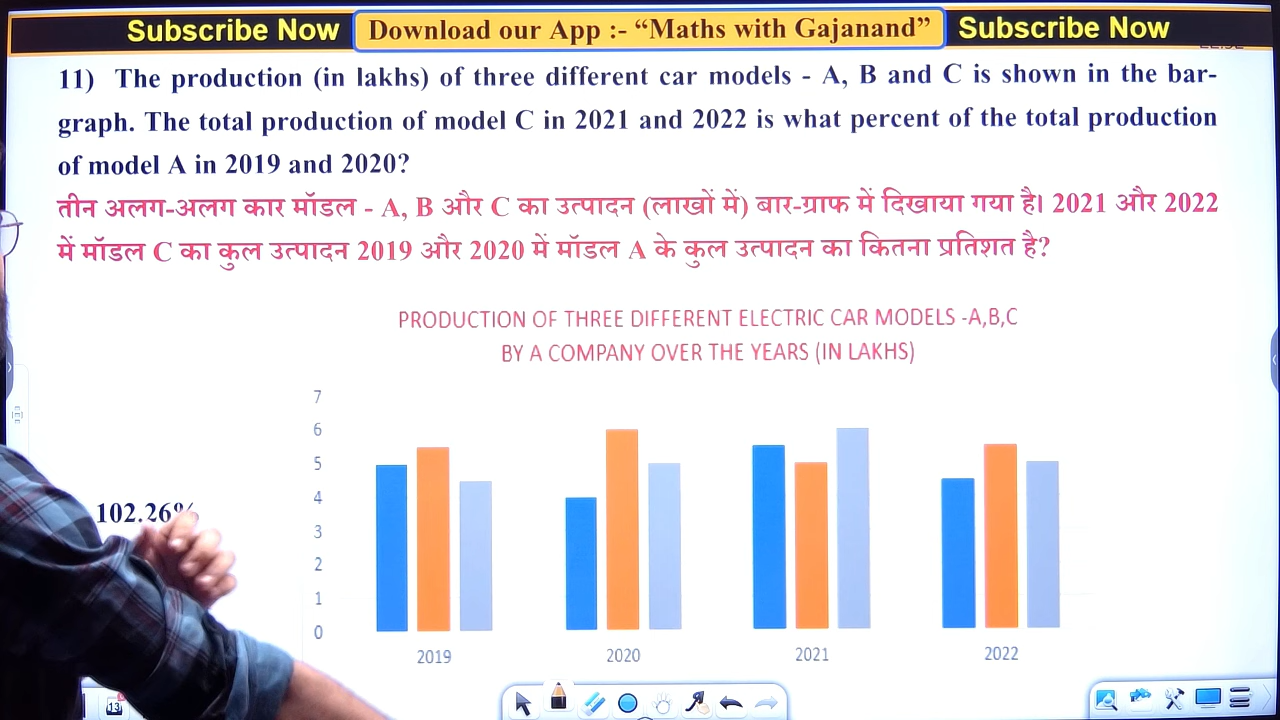 Subscribe Now Download our App :- “Maths with Gajanand” Subscribe Now
11) The production (in lakhs) of three different car models - A, B and C is shown in the bar-
graph. The total production of model C in 2021 and 2022 is what percent of the total production
of model A in 2019 and 2020?
तीन अलग-अलग कार मॉडल - A, B और C का उत्पादन (लाखों में) बार-ग्राफ में दिखाया गया है। 2021 और 2022
में मॉडल C का कुल उत्पादन 2019 और 2020 में मॉडल A के कुल उत्पादन का कितना प्रतिशत है?
PRODUCTION OF THREE DIFFERENT ELECTRIC CAR MODELS -A,B,C
BY A COMPANY OVER THE YEARS (IN LAKHS)
7
6
5
4
102.26%
3
2
1
0
2019 2020 2021 2022
13